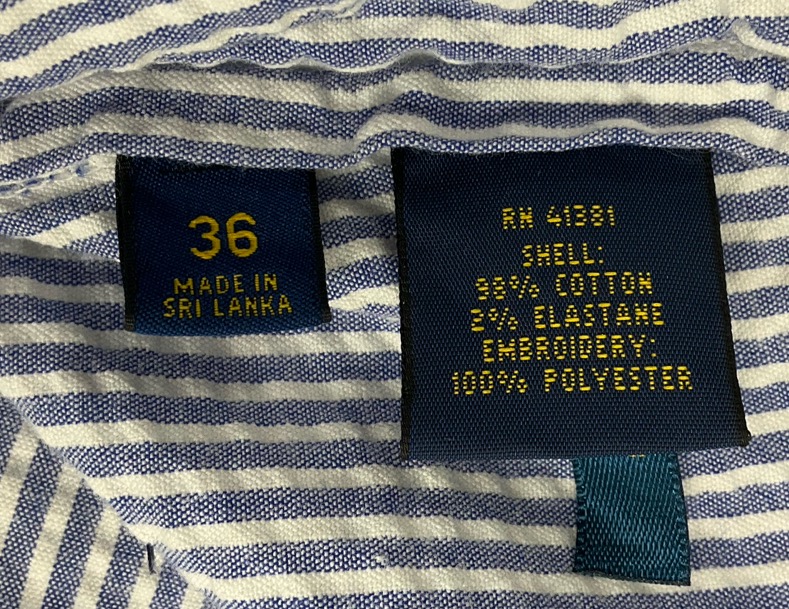 36
MADE IN
SRI LANKA
RN 41381
SHELL:
98% COTTON
2% ELASTANE
EMBROIDERY:
100% POLYESTER